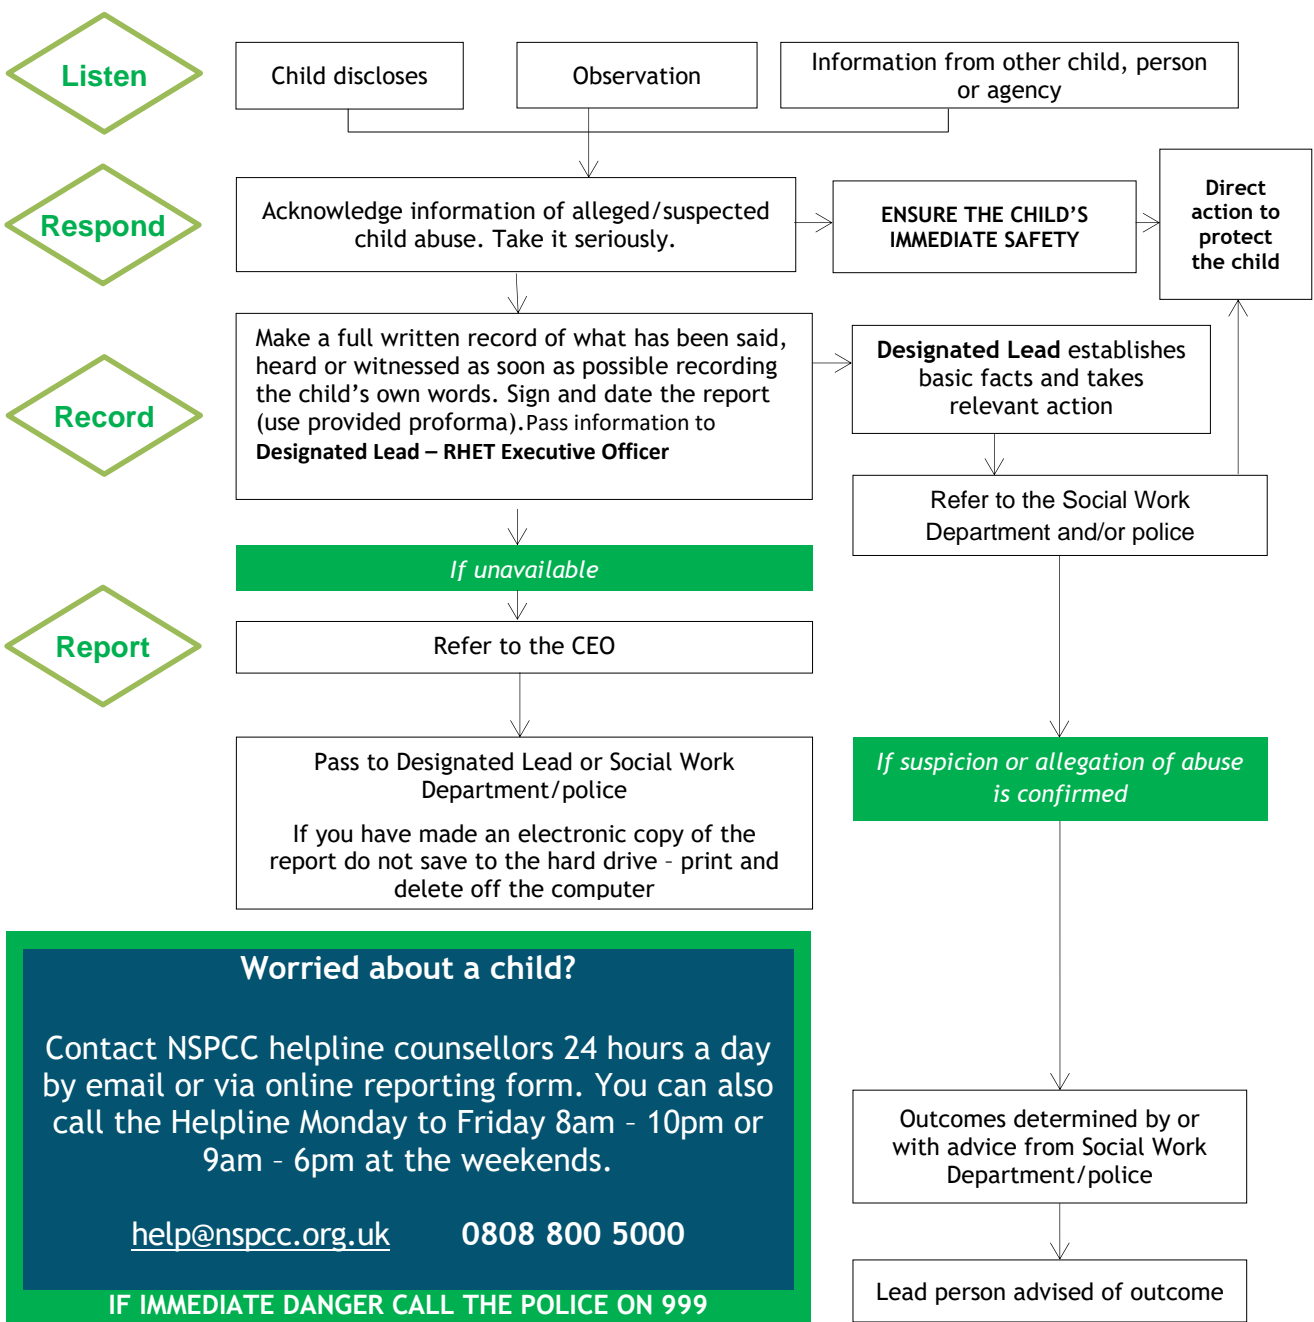 Listen
Child discloses
Observation
Information from other child, person
or agency
Respond
Acknowledge information of alleged/suspected
child abuse. Take it seriously.
ENSURE THE CHILD’S
IMMEDIATE SAFETY
Direct
action to
protect
the child
Record
Make a full written record of what has been said,
heard or witnessed as soon as possible recording
the child’s own words. Sign and date the report
(use provided proforma).Pass information to
Designated Lead – RHET Executive Officer
Designated Lead establishes
basic facts and takes
relevant action
Refer to the Social Work
Department and/or police
If unavailable
Report
Refer to the CEO
Pass to Designated Lead or Social Work
Department/police
If you have made an electronic copy of the
report do not save to the hard drive – print and
delete off the computer
If suspicion or allegation of abuse
is confirmed
Worried about a child?
Contact NSPCC helpline counsellors 24 hours a day
by email or via online reporting form. You can also
call the Helpline Monday to Friday 8am – 10pm or
9am – 6pm at the weekends.
help@nspcc.org.uk 0808 800 5000
IF IMMEDIATE DANGER CALL THE POLICE ON 999
Outcomes determined by or
with advice from Social Work
Department/police
Lead person advised of outcome